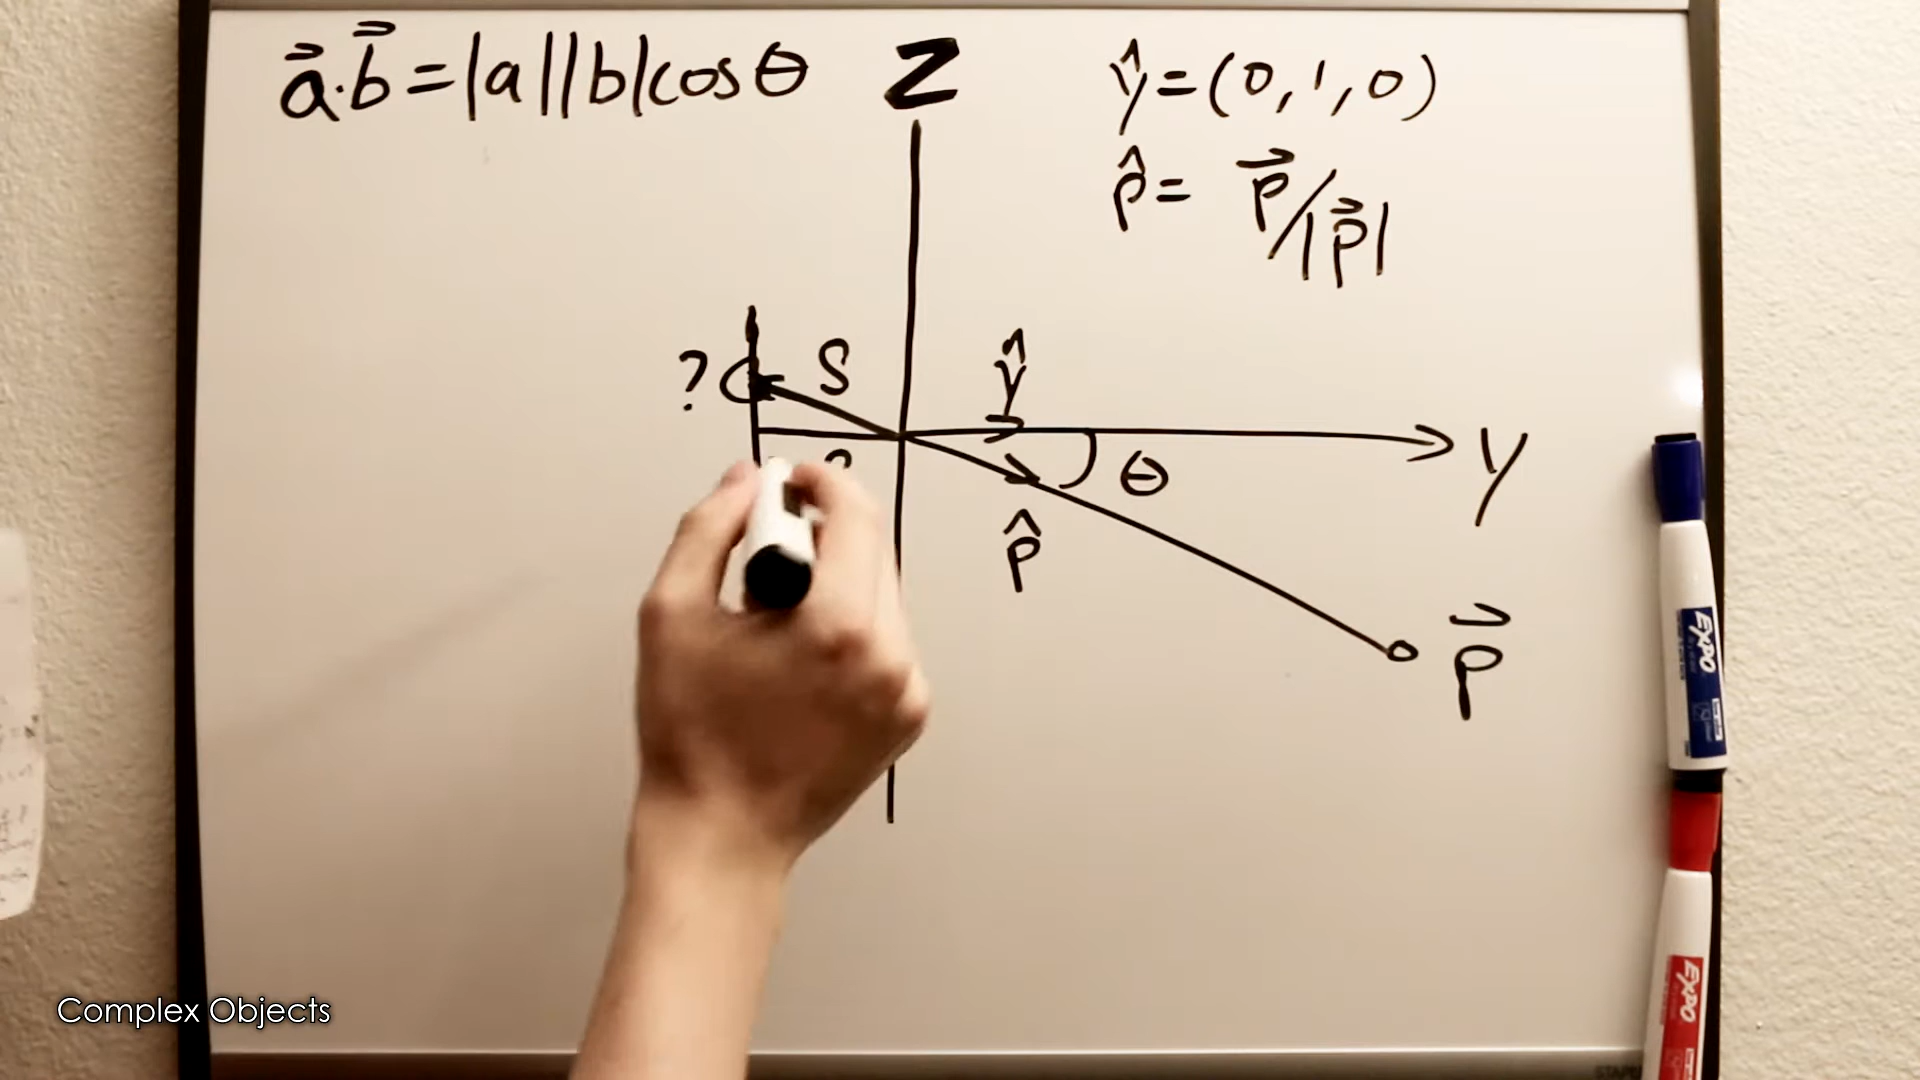 a⃗·b⃗=|a||b|cosθ
Z
ŷ=(0,1,0)
p̂= p⃗/|p⃗|
? S
ŷ
y
θ
p̂
p⃗
EXPO
EXPO
Complex Objects